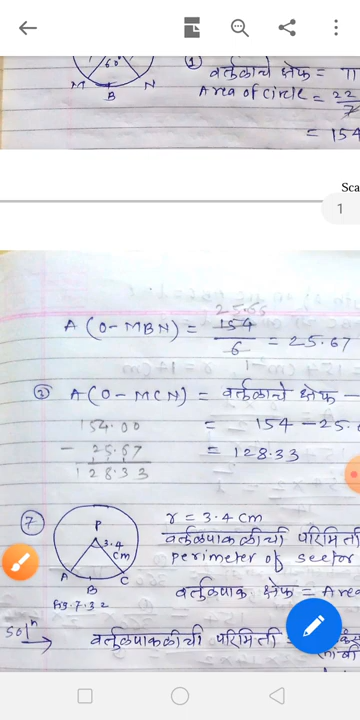 60°
M B N
① वर्तुळाचे क्षेफ =
Area of circle = 22/7
= 154
Sca
1
25.65
A (O-MBN) = 154/6 = 25.67
② A(O-MCN) = वर्तुळाचे क्षेफ -
154.00 = 154 - 25.
- 25.67 = 128.33
128.33
⑦ P r = 3.4 cm
3.4 cm वर्तुळपाकळीची परिमिती
A B C perimeter of sector
वर्तुळपाक क्षेफ = Area
Fig 7.32
solⁿ वर्तुळपाकळीची परिमिती =